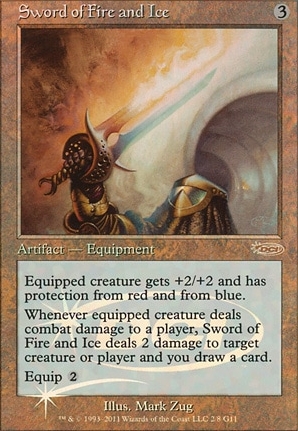 Sword of Fire and Ice 3
DCI
Artifact — Equipment
Equipped creature gets +2/+2 and has
protection from red and from blue.
Whenever equipped creature deals
combat damage to a player, Sword of
Fire and Ice deals 2 damage to target
creature or player and you draw a card.
Equip 2
Illus. Mark Zug
™ & © 1993-2011 Wizards of the Coast LLC 2/8 G11